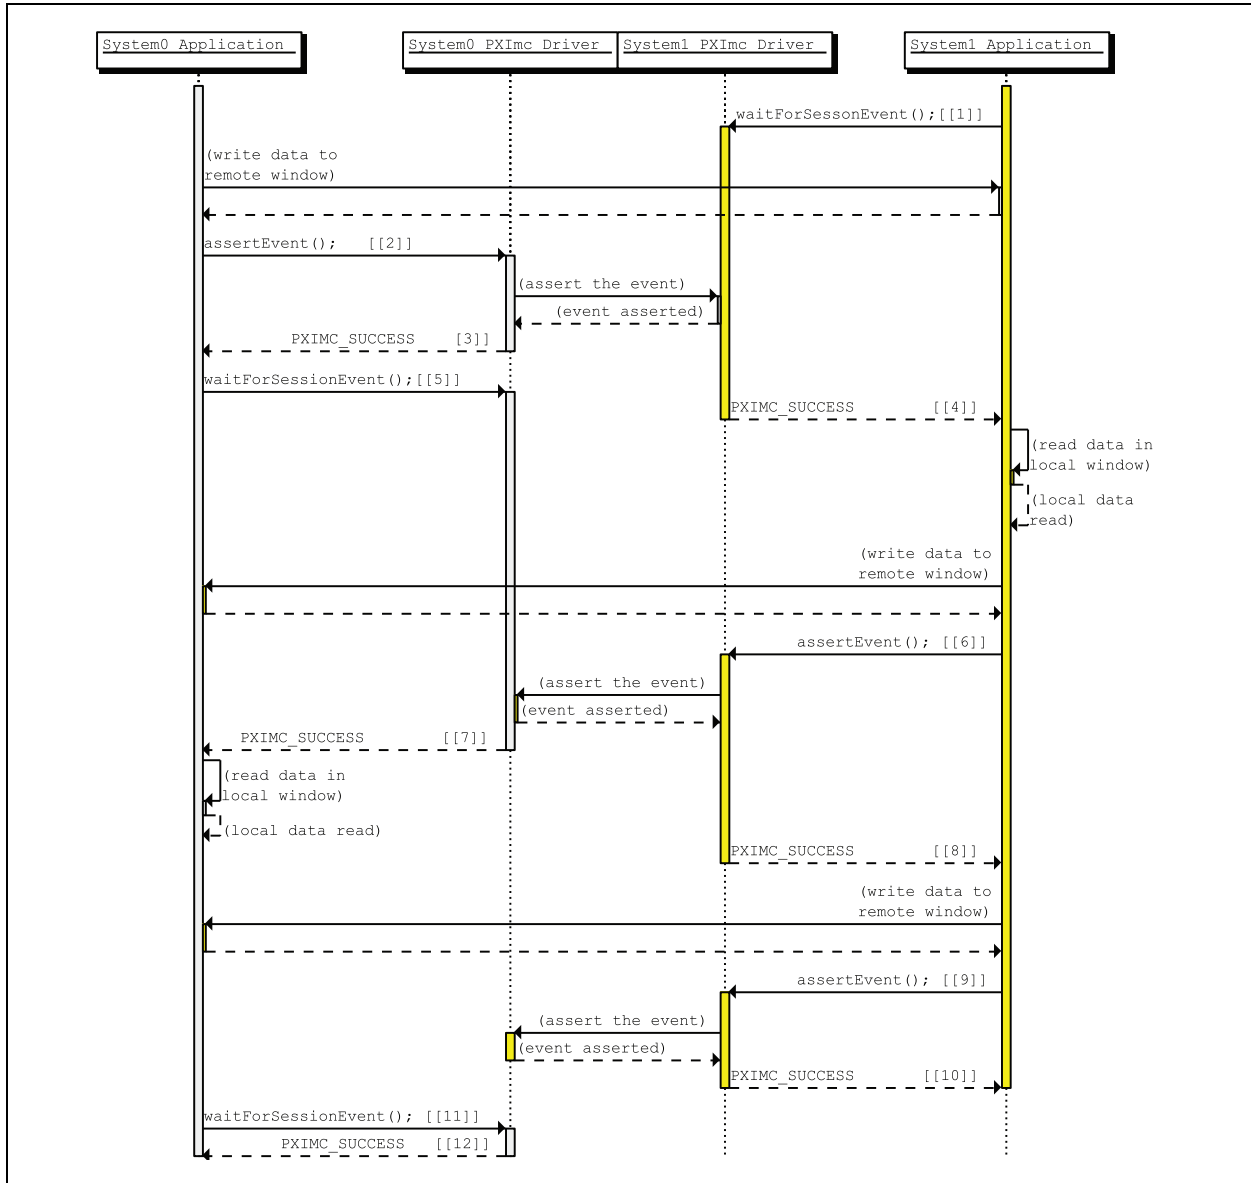 System0 Application
System0 PXImc Driver
System1 PXImc Driver
System1 Application
waitForSessonEvent();[[1]]
(write data to
remote window)
assertEvent(); [[2]]
(assert the event)
(event asserted)
PXIMC_SUCCESS [3]]
waitForSessionEvent();[[5]]
PXIMC_SUCCESS [[4]]
(read data in
local window)
(local data
read)
(write data to
remote window)
assertEvent(); [[6]]
(assert the event)
(event asserted)
PXIMC_SUCCESS [[7]]
(read data in
local window)
(local data read)
PXIMC_SUCCESS [[8]]
(write data to
remote window)
assertEvent(); [[9]]
(assert the event)
(event asserted)
PXIMC_SUCCESS [[10]]
waitForSessionEvent(); [[11]]
PXIMC_SUCCESS [[12]]